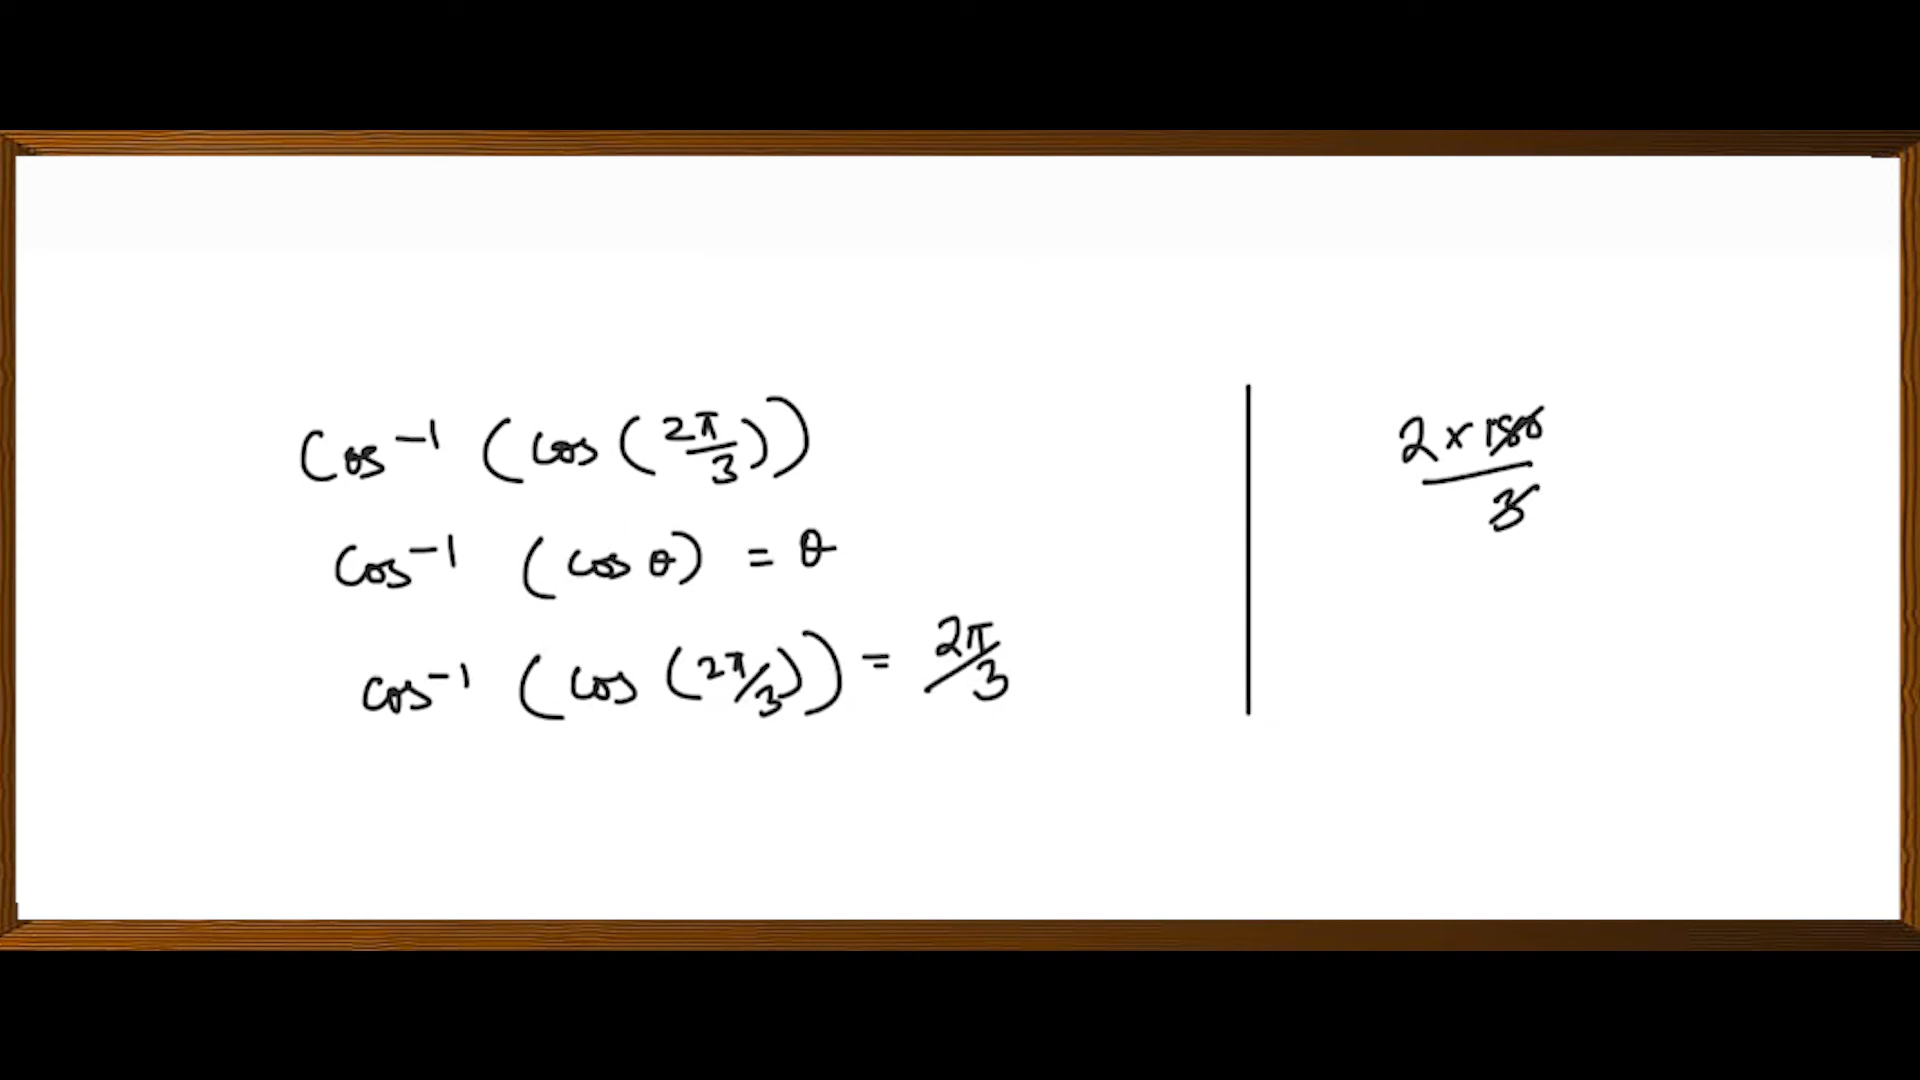 Cos⁻¹ (cos(2π/3))
cos⁻¹ (cos θ) = θ
cos⁻¹ (cos (2π/3)) = 2π/3
2 × 180
3